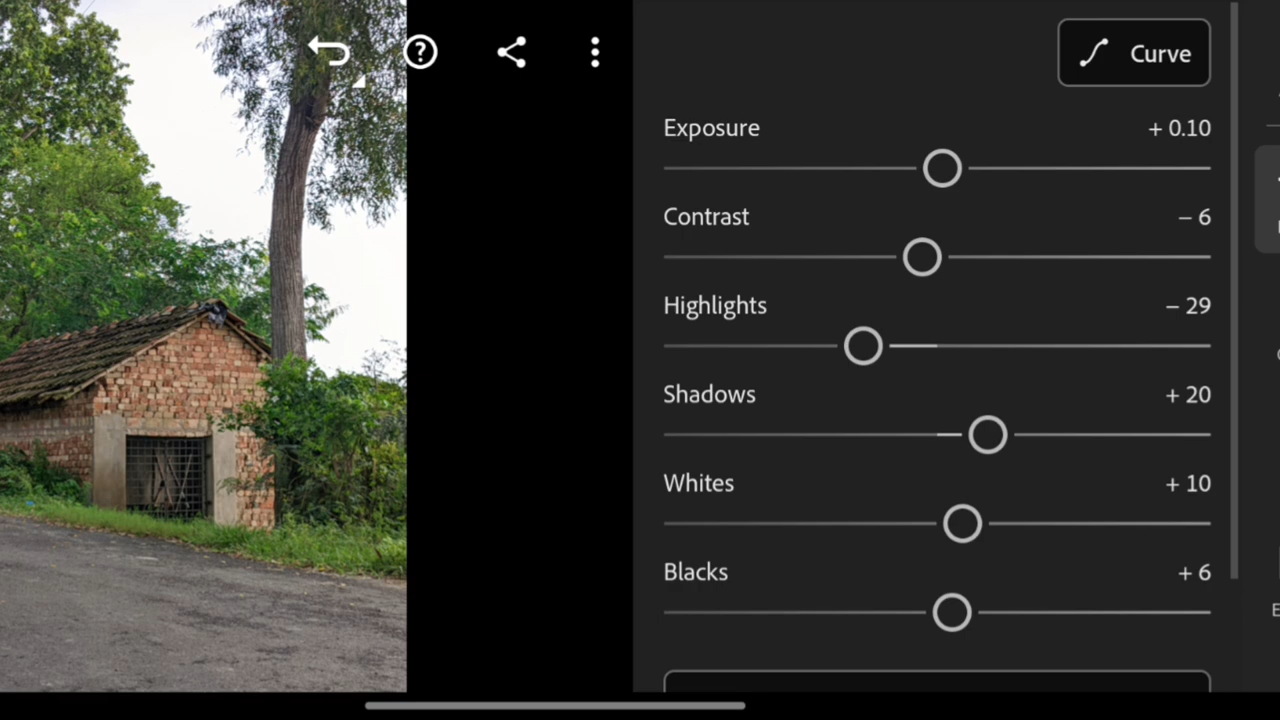 Curve
Exposure + 0.10
Contrast – 6
Highlights – 29
Shadows + 20
Whites + 10
Blacks + 6